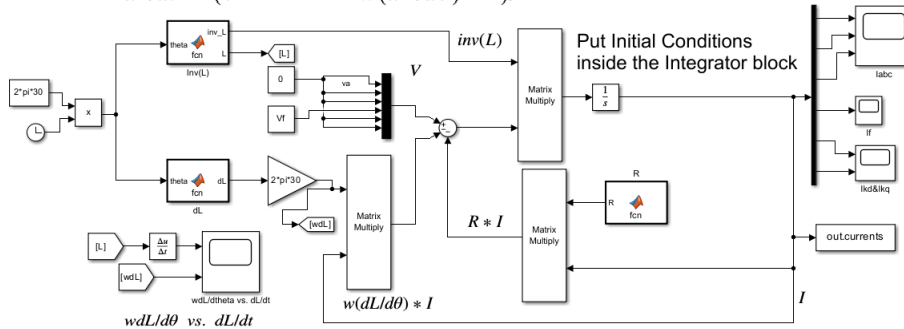 inv_L
theta
fcn
L
Inv(L)
[L]
inv(L)
Put Initial Conditions
inside the Integrator block
Iabc
2*pi*30
x
0
va
Vf
V
Matrix
Multiply
1
s
If
Ikd&Ikq
theta
fcn
dL
dL
2*pi*30
[wdL]
Matrix
Multiply
R * I
Matrix
Multiply
R
R
fcn
out.currents
[L]
Δu
Δt
[wdL]
wdL/dtheta vs. dL/dt
w(dL/dθ) * I
I
wdL/dθ vs. dL/dt